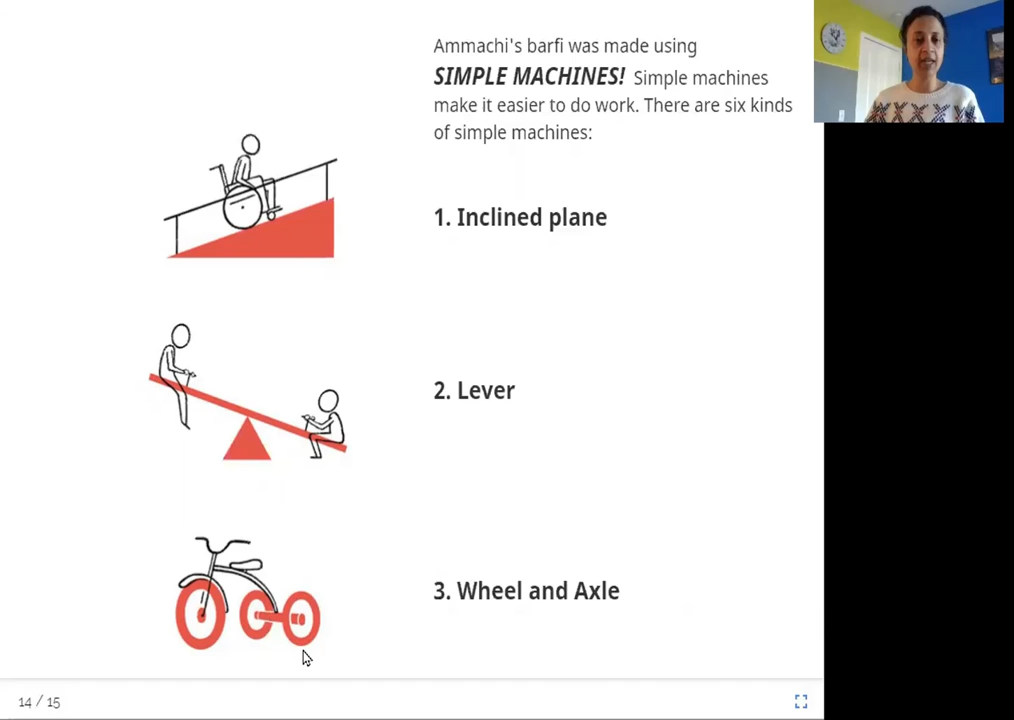 Ammachi's barfi was made using
SIMPLE MACHINES! Simple machines
make it easier to do work. There are six kinds
of simple machines:
1. Inclined plane
2. Lever
3. Wheel and Axle
14 / 15